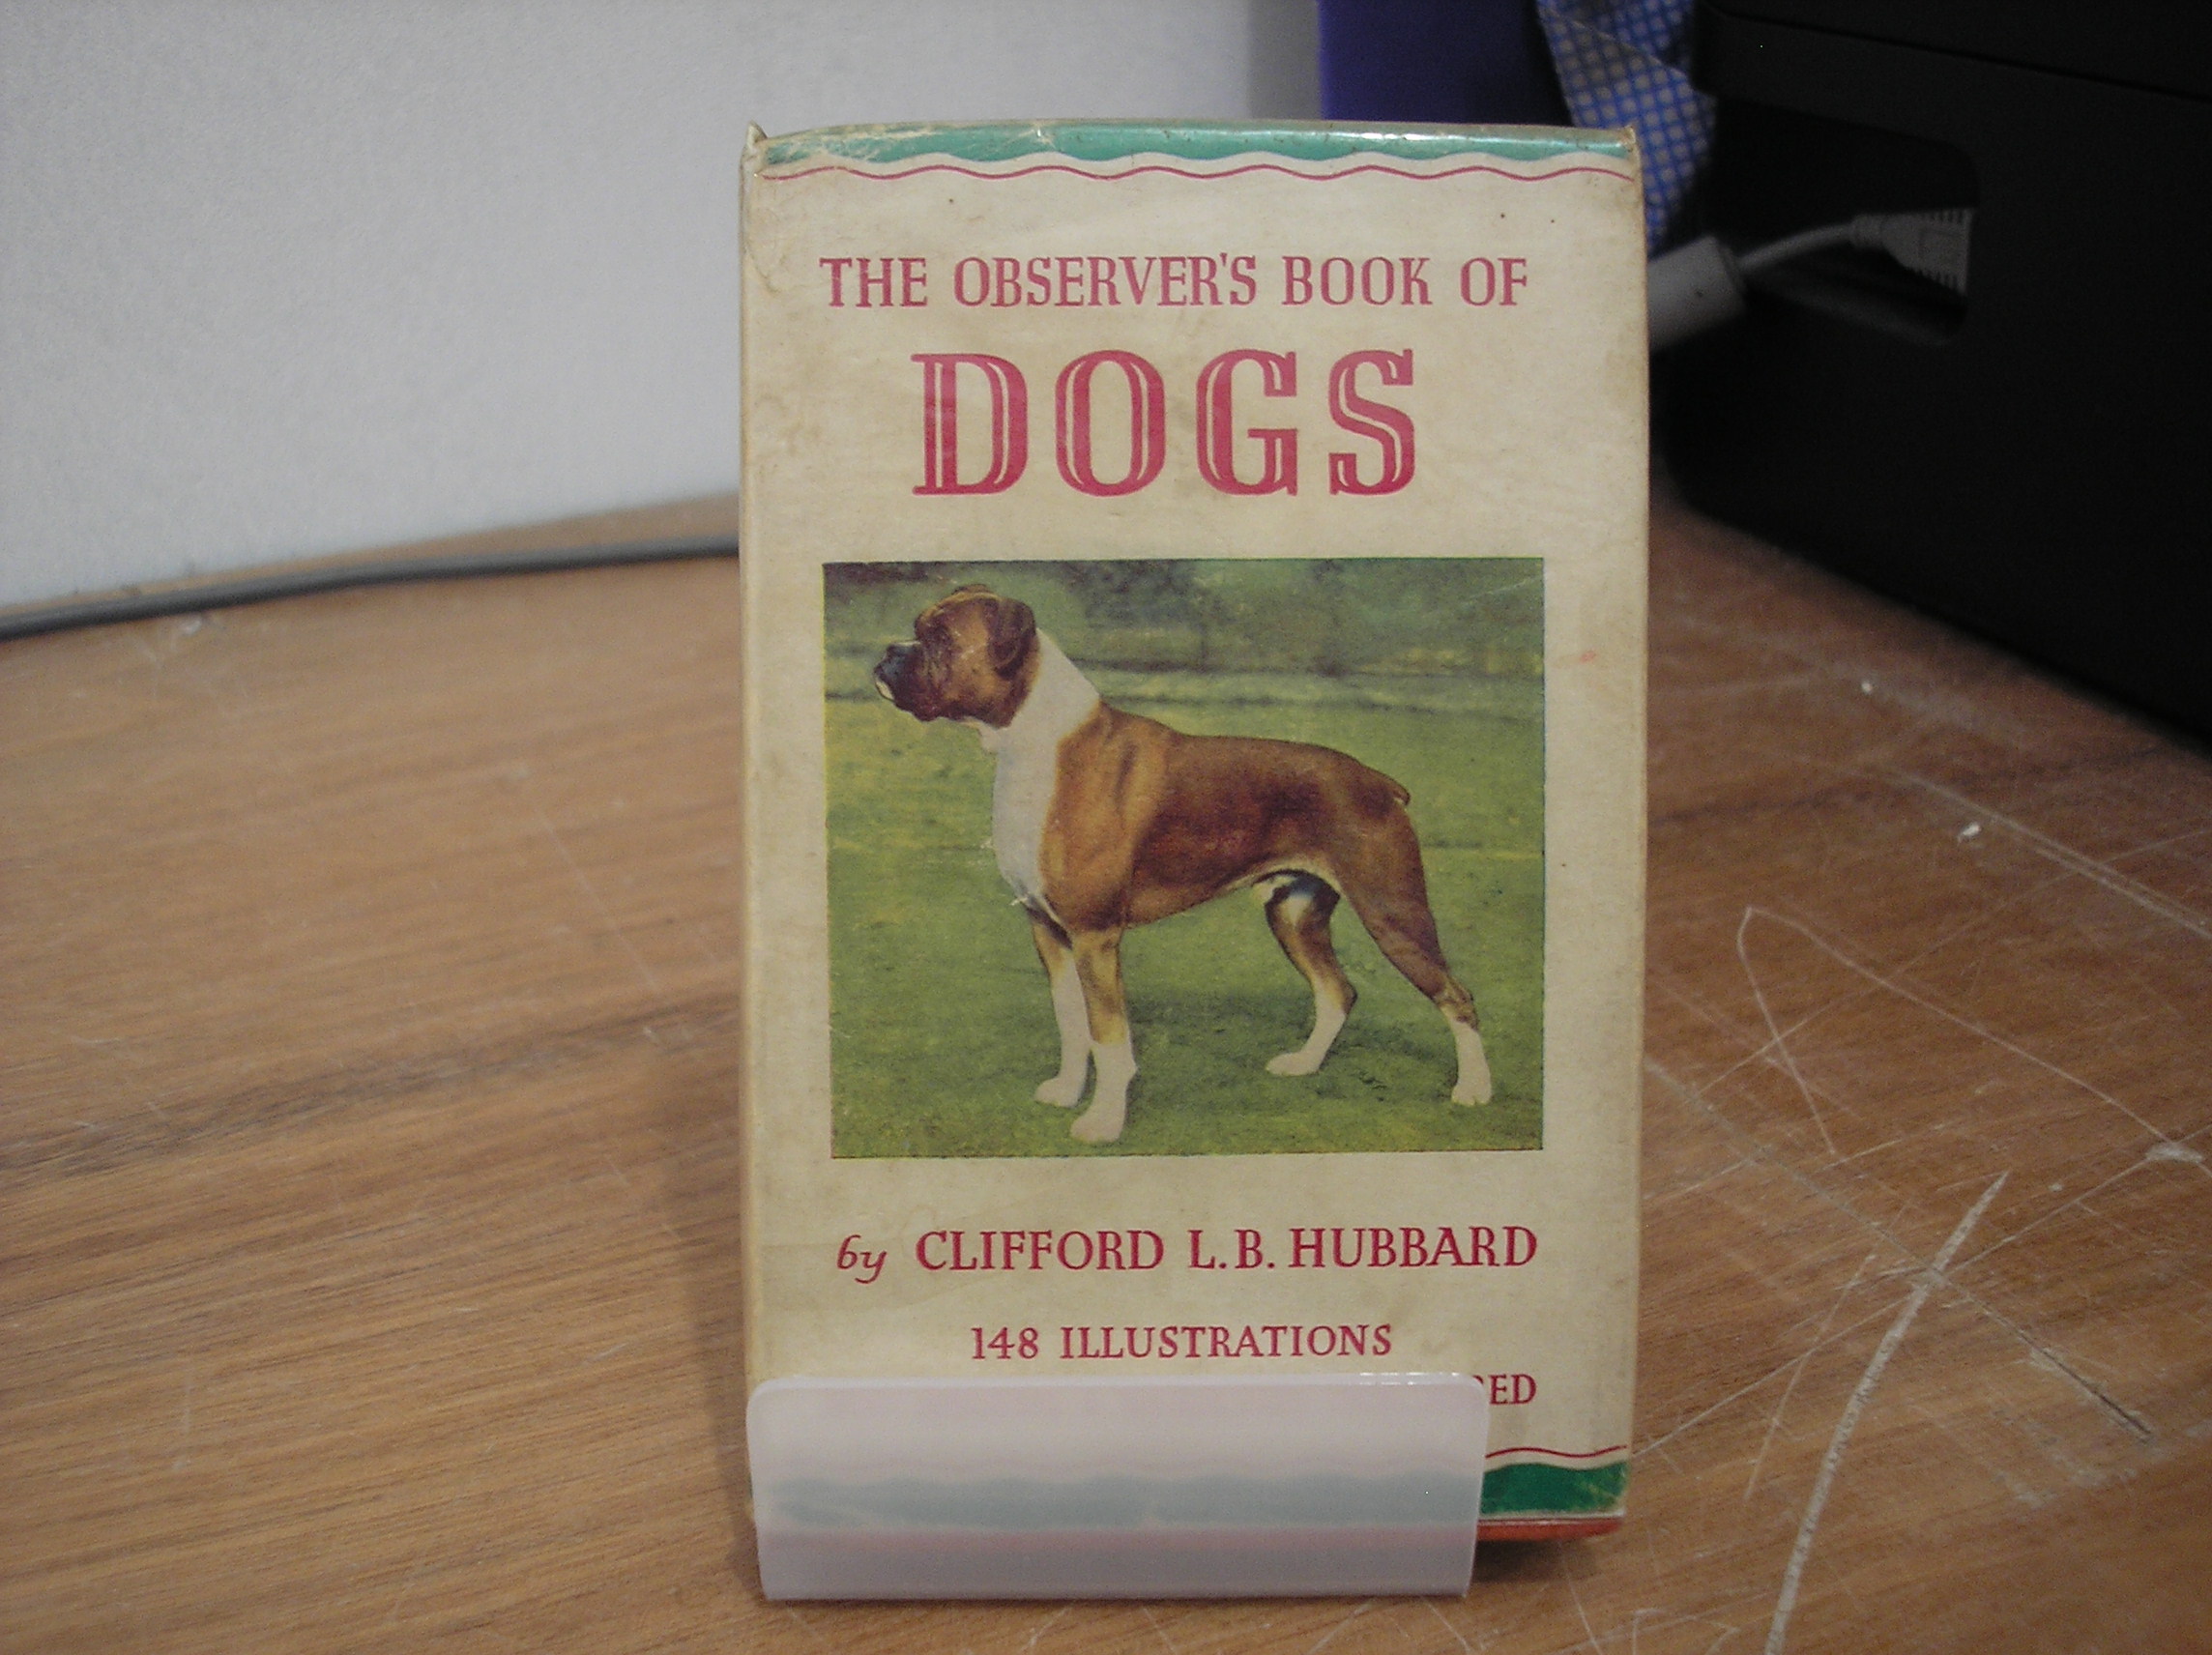 THE OBSERVER'S BOOK OF
DOGS
by CLIFFORD L.B. HUBBARD
148 ILLUSTRATIONS